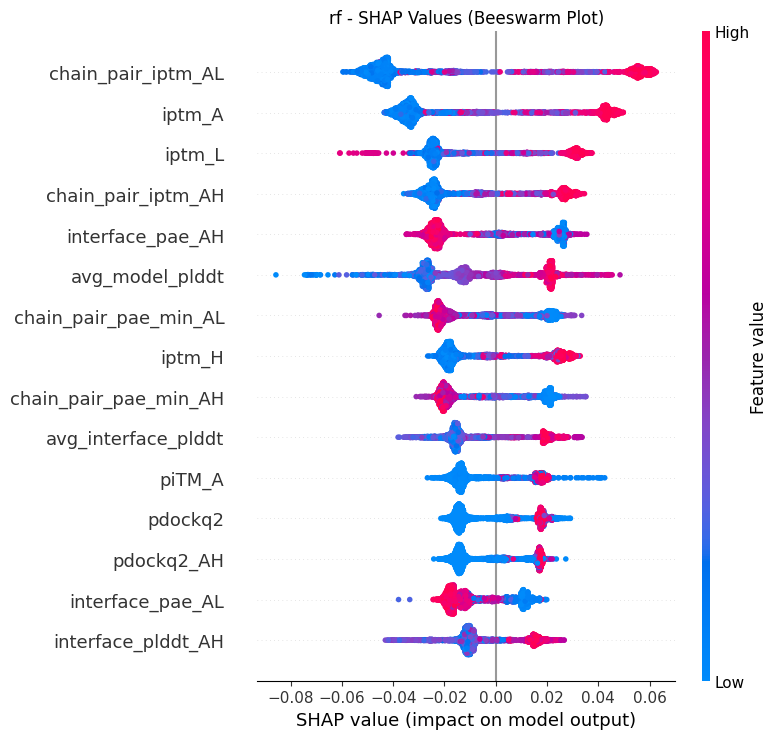 rf - SHAP Values (Beeswarm Plot)
High
chain_pair_iptm_AL
iptm_A
iptm_L
chain_pair_iptm_AH
interface_pae_AH
avg_model_plddt
chain_pair_pae_min_AL
iptm_H
chain_pair_pae_min_AH
avg_interface_plddt
piTM_A
pdockq2
pdockq2_AH
interface_pae_AL
interface_plddt_AH
Feature value
Low
−0.08 −0.06 −0.04 −0.02 0.00 0.02 0.04 0.06
SHAP value (impact on model output)